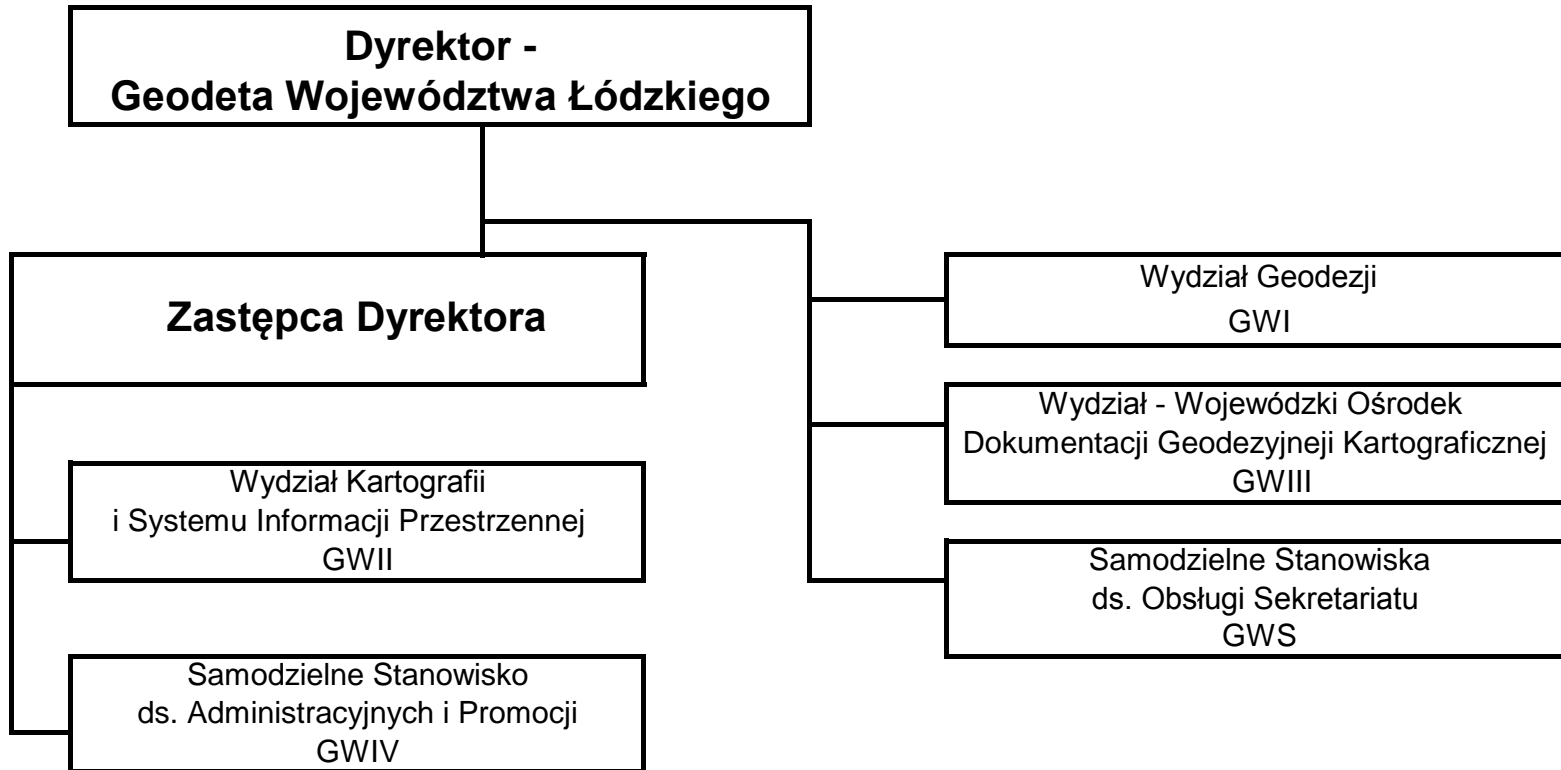 Dyrektor -
Geodeta Województwa Łódzkiego
Zastępca Dyrektora
Wydział Kartografii
i Systemu Informacji Przestrzennej
GWII
Samodzielne Stanowisko
ds. Administracyjnych i Promocji
GWIV
Wydział Geodezji
GWI
Wydział - Wojewódzki Ośrodek
Dokumentacji Geodezyjneji Kartograficznej
GWIII
Samodzielne Stanowiska
ds. Obsługi Sekretariatu
GWS